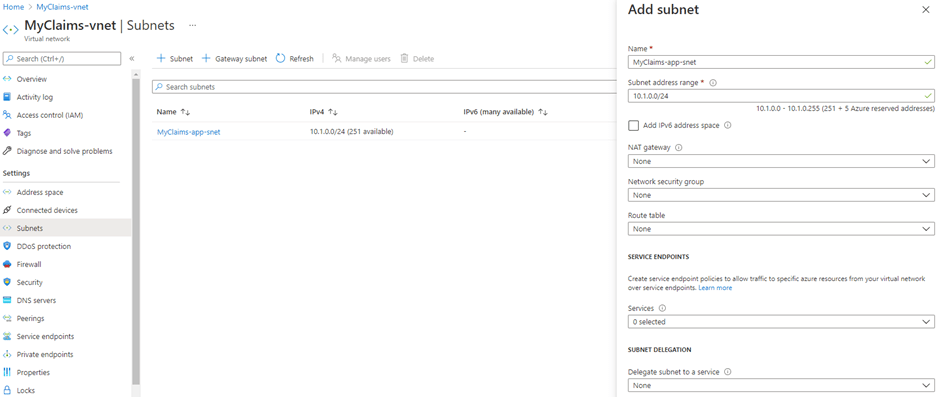 Home > MyClaims-vnet
MyClaims-vnet | Subnets ...
Virtual network
Search (Ctrl+/)
«
Overview
Activity log
Access control (IAM)
Tags
Diagnose and solve problems
Settings
Address space
Connected devices
Subnets
DDoS protection
Firewall
Security
DNS servers
Peerings
Service endpoints
Private endpoints
Properties
Locks
+ Subnet + Gateway subnet Refresh Manage users Delete
Search subnets
Name ↑↓ IPv4 ↑↓ IPv6 (many available) ↑↓
MyClaims-app-snet 10.1.0.0/24 (251 available) -
Add subnet
Name *
MyClaims-app-snet
Subnet address range *
10.1.0.0/24
10.1.0.0 - 10.1.0.255 (251 + 5 Azure reserved addresses)
Add IPv6 address space
NAT gateway
None
Network security group
None
Route table
None
SERVICE ENDPOINTS
Create service endpoint policies to allow traffic to specific azure resources from your virtual network
over service endpoints. Learn more
Services
0 selected
SUBNET DELEGATION
Delegate subnet to a service
None